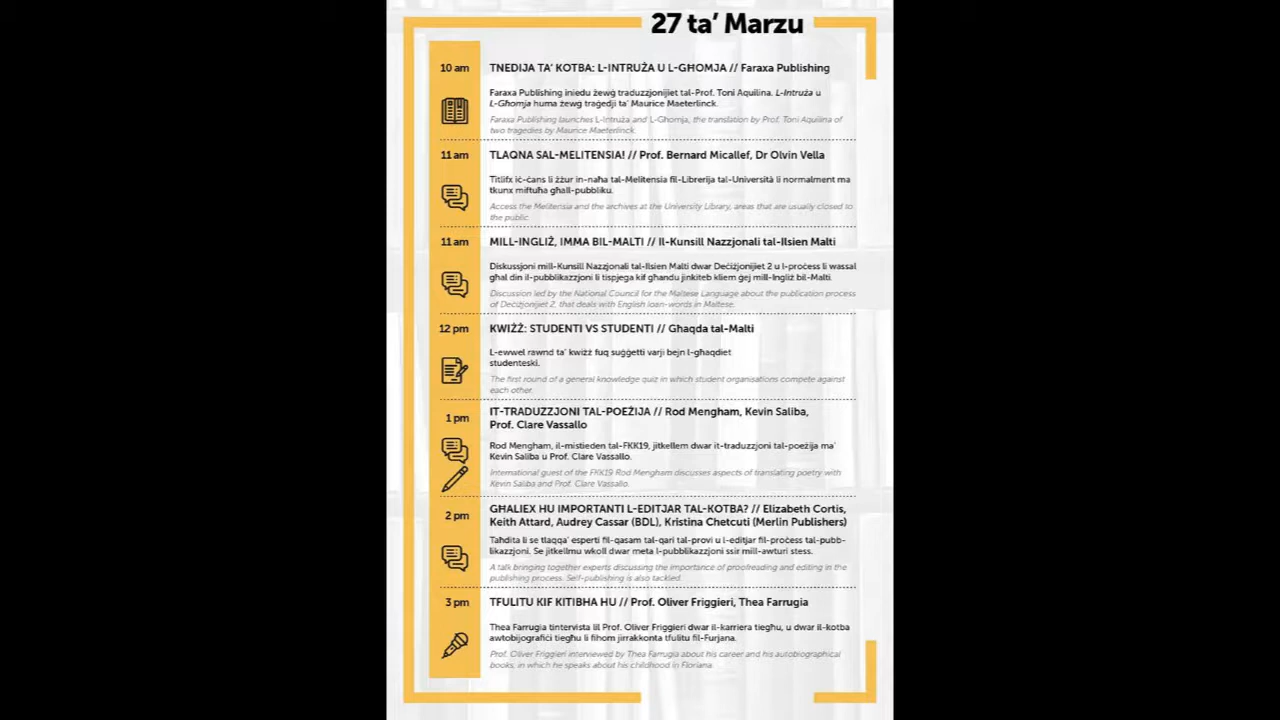 27 ta’ Marzu
10 am
TNEDIJA TA’ KOTBA: L-INTRUŻA U L-GĦOMJA // Faraxa Publishing
Faraxa Publishing iniedu żewġ traduzzjonijiet tal-Prof. Toni Aquilina. L-Intruża u
L-Għomja huma żewġ traġedji ta’ Maurice Maeterlinck.
Faraxa Publishing launches L-Intruża and L-Għomja, the translation by Prof. Toni Aquilina of
two tragedies by Maurice Maeterlinck.
11 am
TLAQNA SAL-MELITENSIA! // Prof. Bernard Micallef, Dr Olvin Vella
Titlifx iċ-ċans li żżur in-naħa tal-Melitensia fil-Librerija tal-Università li normalment ma
tkunx miftuħa għall-pubbliku.
Access the Melitensia and the archives at the University Library, areas that are usually closed to
the public.
11 am
MILL-INGLIŻ, IMMA BIL-MALTI // Il-Kunsill Nazzjonali tal-Ilsien Malti
Diskussjoni mill-Kunsill Nazzjonali tal-Ilsien Malti dwar Deċiżjonijiet 2 u l-proċess li wassal
għal din il-pubblikazzjoni li tispjega kif għandu jinkiteb kliem ġej mill-Ingliż bil-Malti.
Discussion led by the National Council for the Maltese Language about the publication process
of Deċiżjonijiet 2, that deals with English loan-words in Maltese.
12 pm
KWIŻŻ: STUDENTI VS STUDENTI // Għaqda tal-Malti
L-ewwel rawnd ta’ kwiżż fuq suġġetti varji bejn l-għaqdiet
studenteski.
The first round of a general knowledge quiz in which student organisations compete against
each other.
1 pm
IT-TRADUZZJONI TAL-POEŻIJA // Rod Mengham, Kevin Saliba,
Prof. Clare Vassallo
Rod Mengham, il-mistieden tal-FKK19, jitkellem dwar it-traduzzjoni tal-poeżija ma’
Kevin Saliba u Prof. Clare Vassallo.
International guest of the FKK19 Rod Mengham discusses aspects of translating poetry with
Kevin Saliba and Prof. Clare Vassallo.
2 pm
GĦALIEX HU IMPORTANTI L-EDITJAR TAL-KOTBA? // Elizabeth Cortis,
Keith Attard, Audrey Cassar (BDL), Kristina Chetcuti (Merlin Publishers)
Taħdita li se tlaqqa’ esperti fil-qasam tal-qari tal-provi u l-editjar fil-proċess tal-pubb-
likazzjoni. Se jitkellmu wkoll dwar meta l-pubblikazzjoni ssir mill-awturi stess.
A talk bringing together experts discussing the importance of proofreading and editing in the
publishing process. Self-publishing is also tackled.
3 pm
TFULITU KIF KITIBHA HU // Prof. Oliver Friggieri, Thea Farrugia
Thea Farrugia tintervista lil Prof. Oliver Friggieri dwar il-karriera tiegħu, u dwar il-kotba
awtobijografiċi tiegħu li fihom jirrakkonta tfulitu fil-Furjana.
Prof. Oliver Friggieri interviewed by Thea Farrugia about his career and his autobiographical
books, in which he speaks about his childhood in Floriana.